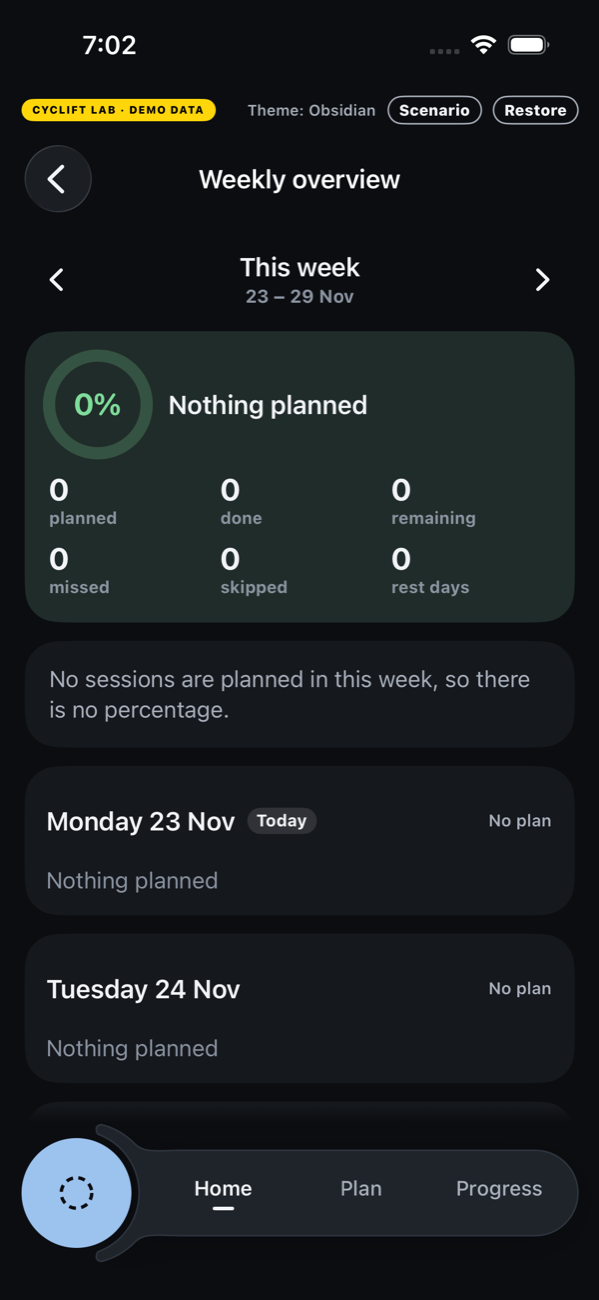 7:02
CYCLIFT LAB · DEMO DATA
Theme: Obsidian
Scenario
Restore
Weekly overview
This week
23 – 29 Nov
0%
Nothing planned
0
planned
0
done
0
remaining
0
missed
0
skipped
0
rest days
No sessions are planned in this week, so there
is no percentage.
Monday 23 Nov
Today
No plan
Nothing planned
Tuesday 24 Nov
No plan
Nothing planned
Home
Plan
Progress